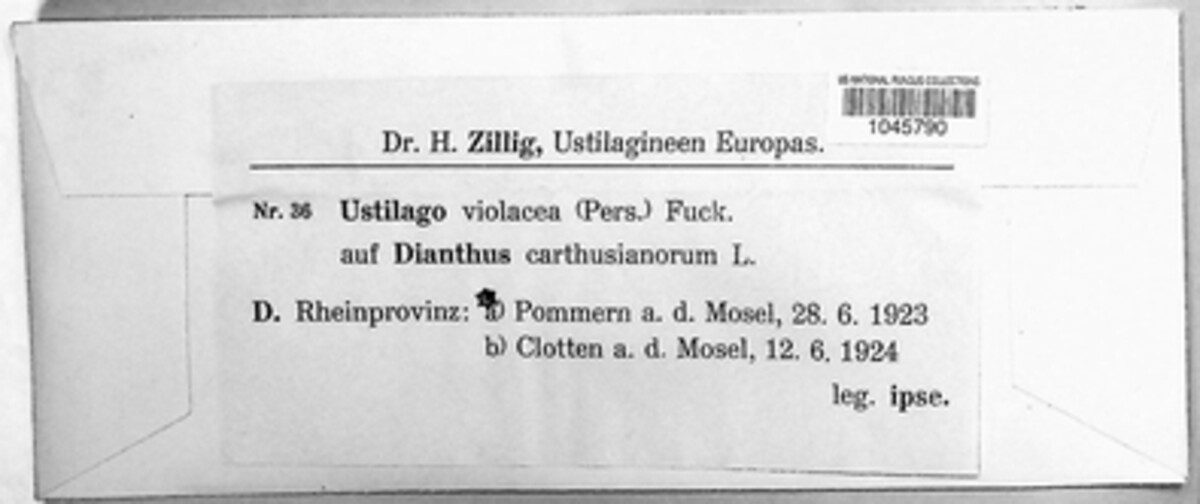 US NATIONAL FUNGUS COLLECTIONS
1045790
Dr. H. Zillig, Ustilagineen Europas.
Nr. 36 Ustilago violacea (Pers.) Fuck.
auf Dianthus carthusianorum L.
D. Rheinprovinz: a) Pommern a. d. Mosel, 28. 6. 1923
b) Clotten a. d. Mosel, 12. 6. 1924
leg. ipse.